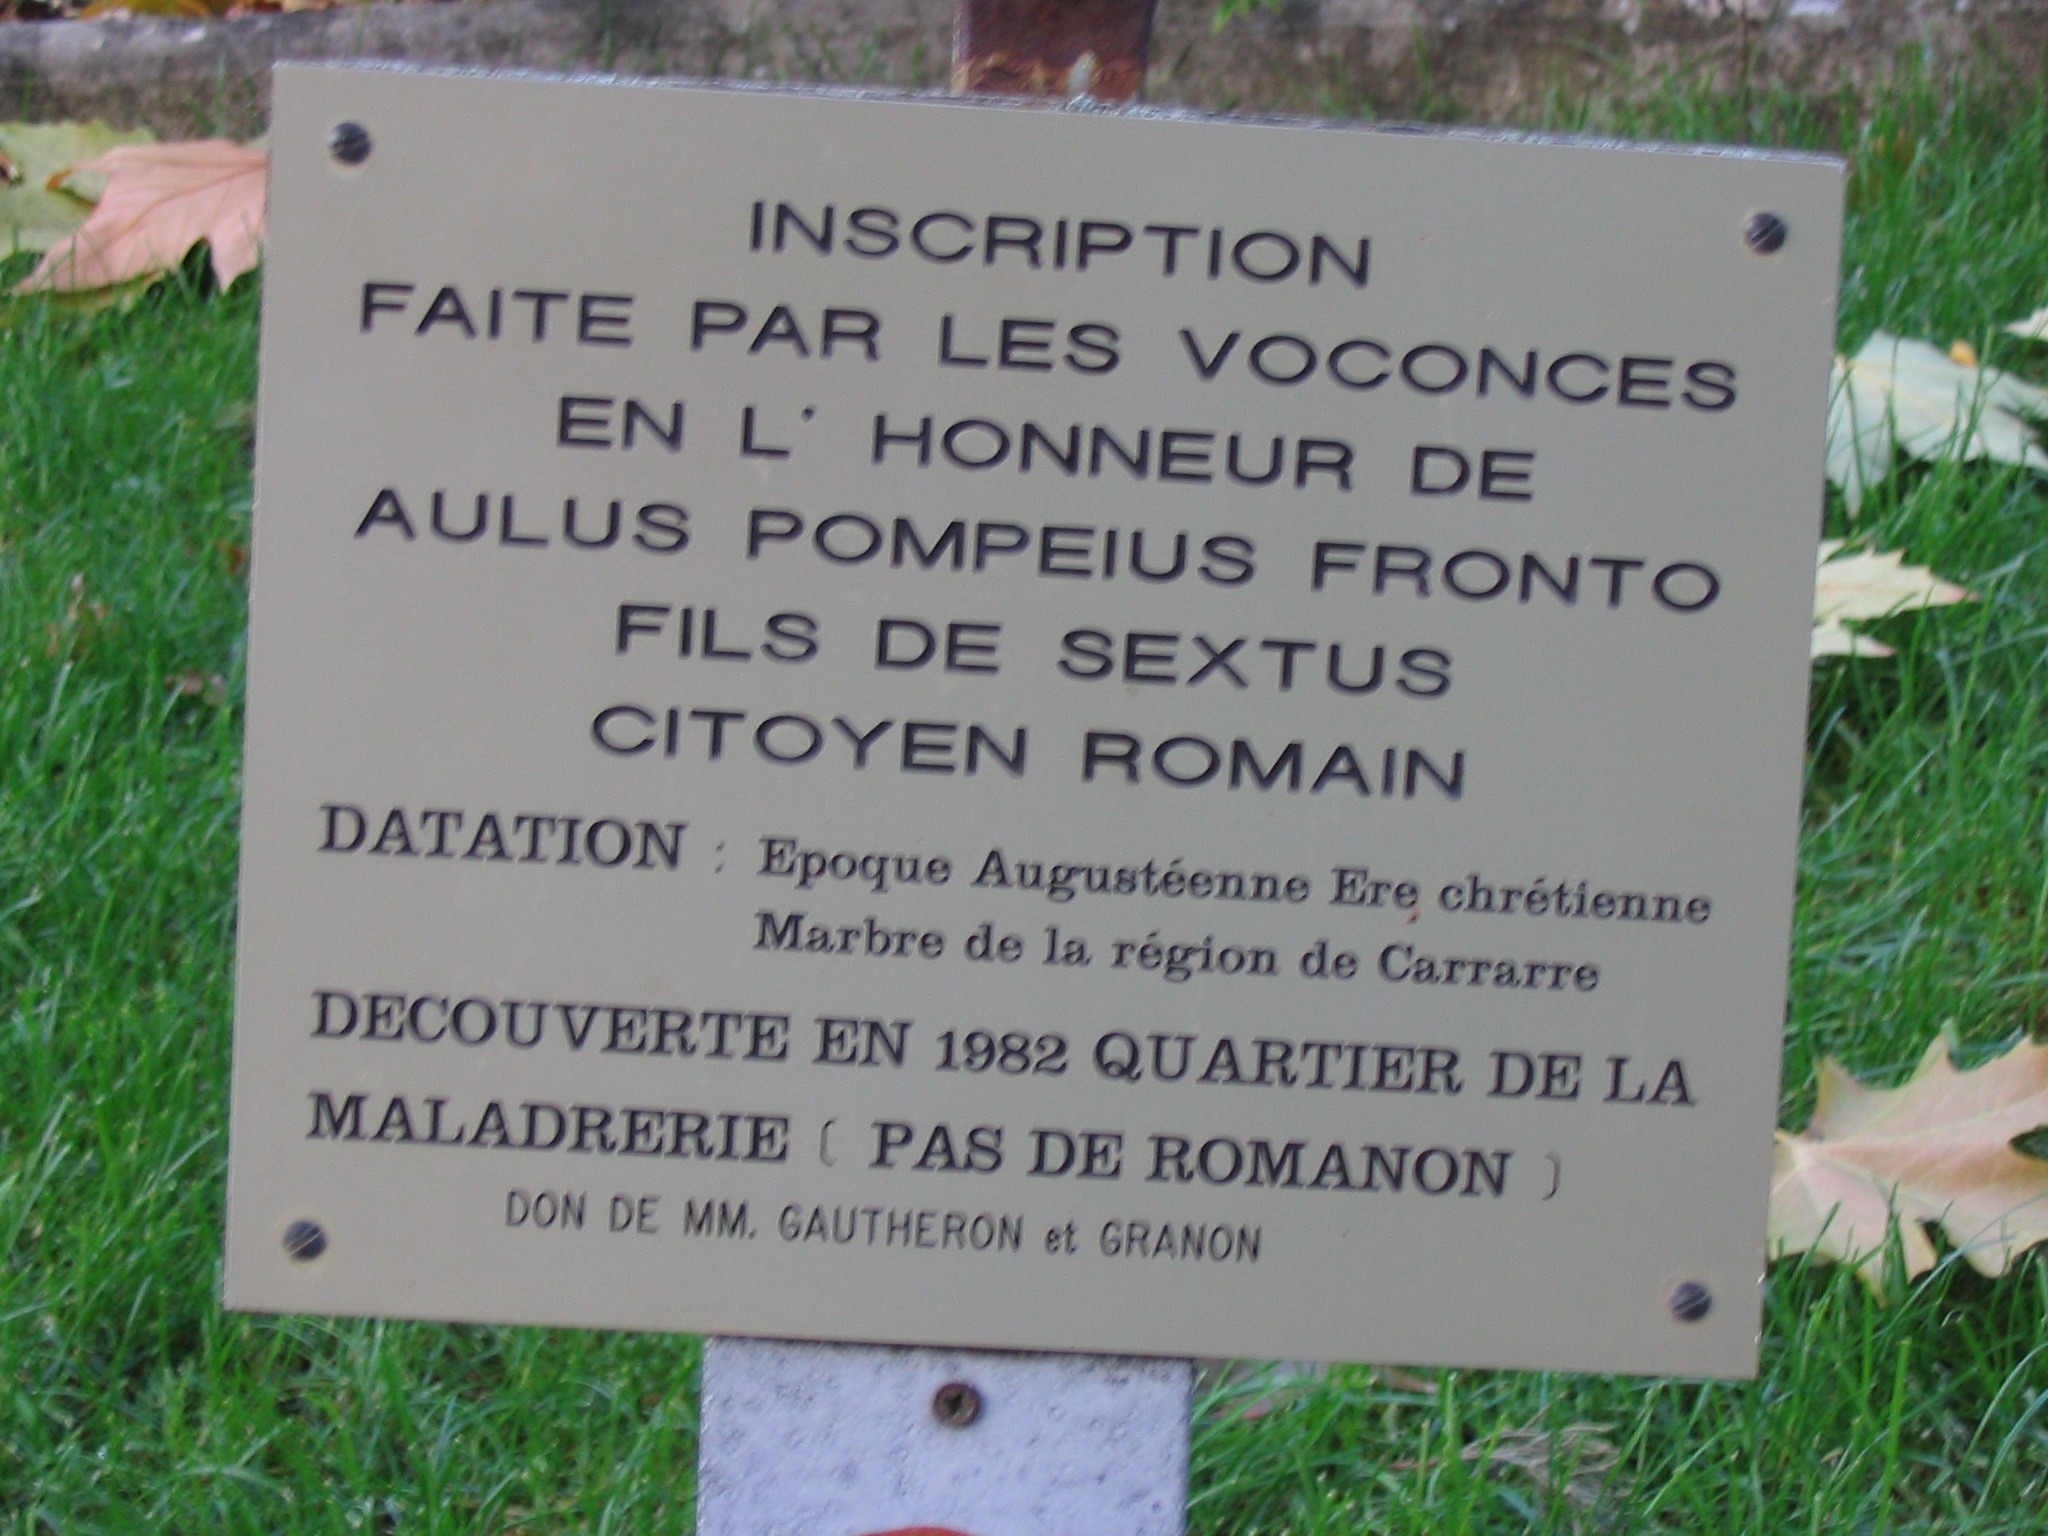 INSCRIPTION
FAITE PAR LES VOCONCES
EN L' HONNEUR DE
AULUS POMPEIUS FRONTO
FILS DE SEXTUS
CITOYEN ROMAIN
DATATION : Epoque Augustéenne Ere chrétienne
Marbre de la région de Carrarre
DECOUVERTE EN 1982 QUARTIER DE LA
MALADRERIE ( PAS DE ROMANON )
DON DE MM. GAUTHERON et GRANON